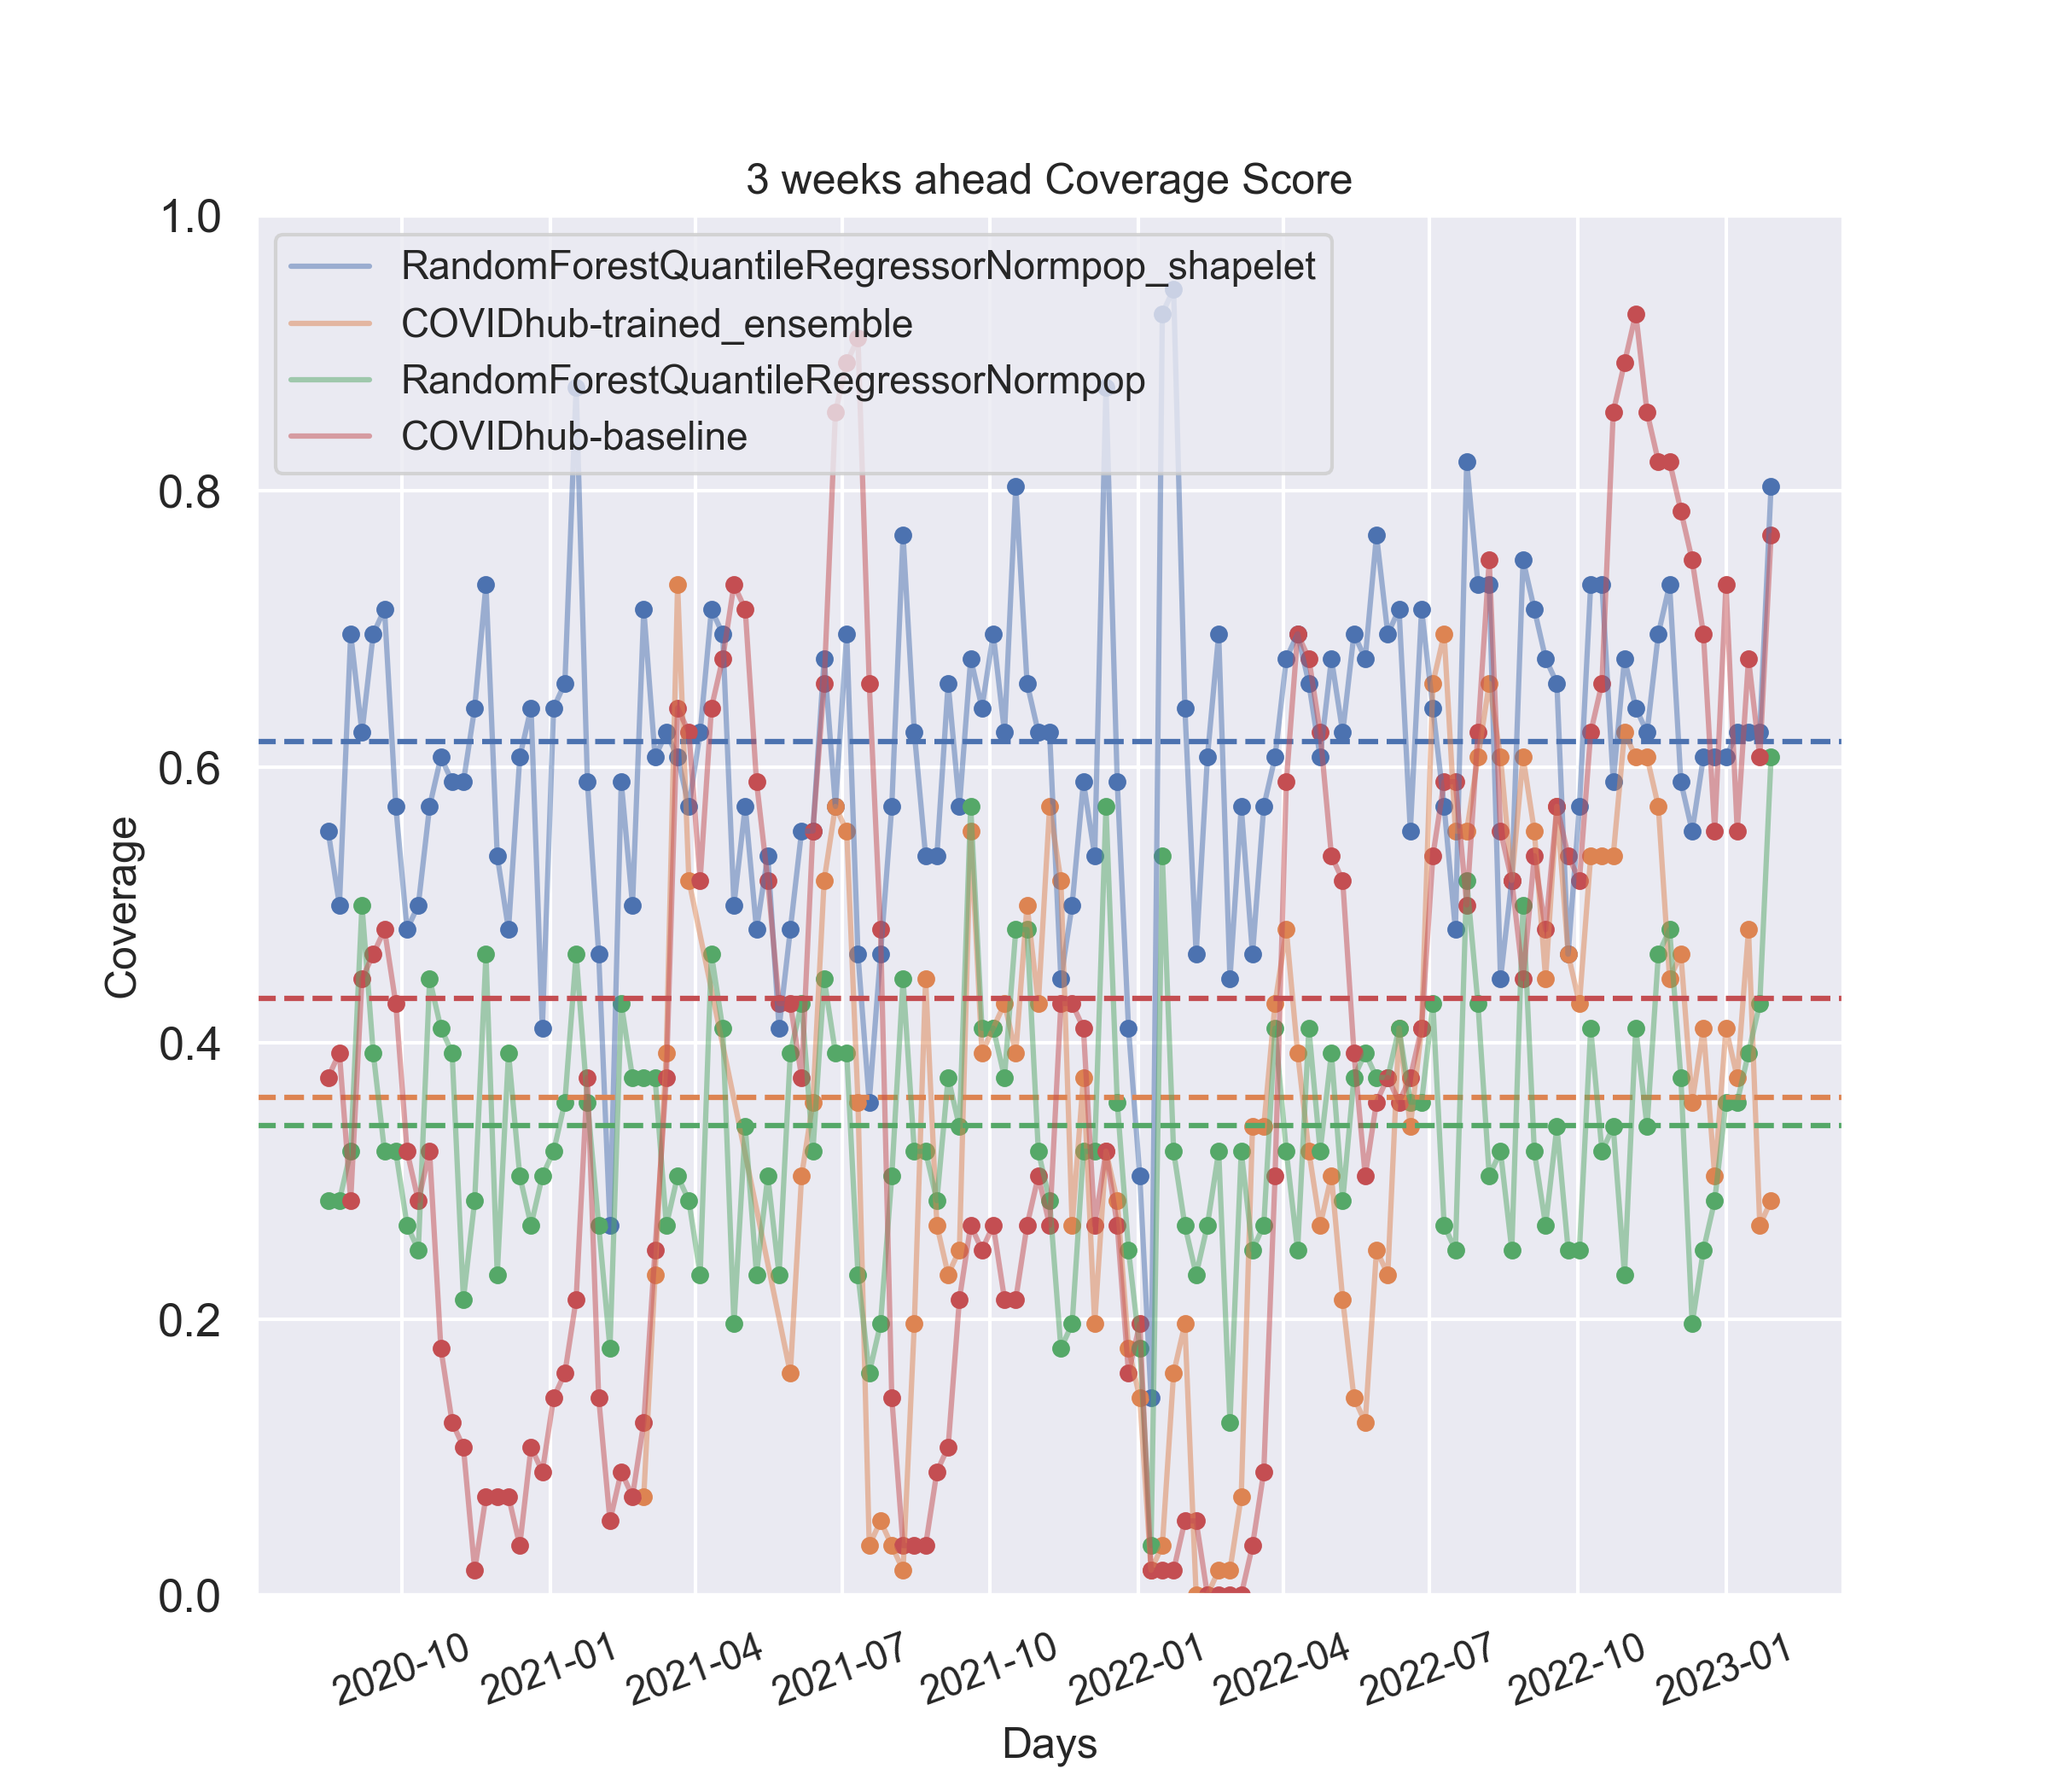 3 weeks ahead Coverage Score
1.0
0.8
0.6
0.4
0.2
0.0
Coverage
RandomForestQuantileRegressorNormpop_shapelet
COVIDhub-trained_ensemble
RandomForestQuantileRegressorNormpop
COVIDhub-baseline
2020-10
2021-01
2021-04
2021-07
2021-10
2022-01
2022-04
2022-07
2022-10
2023-01
Days